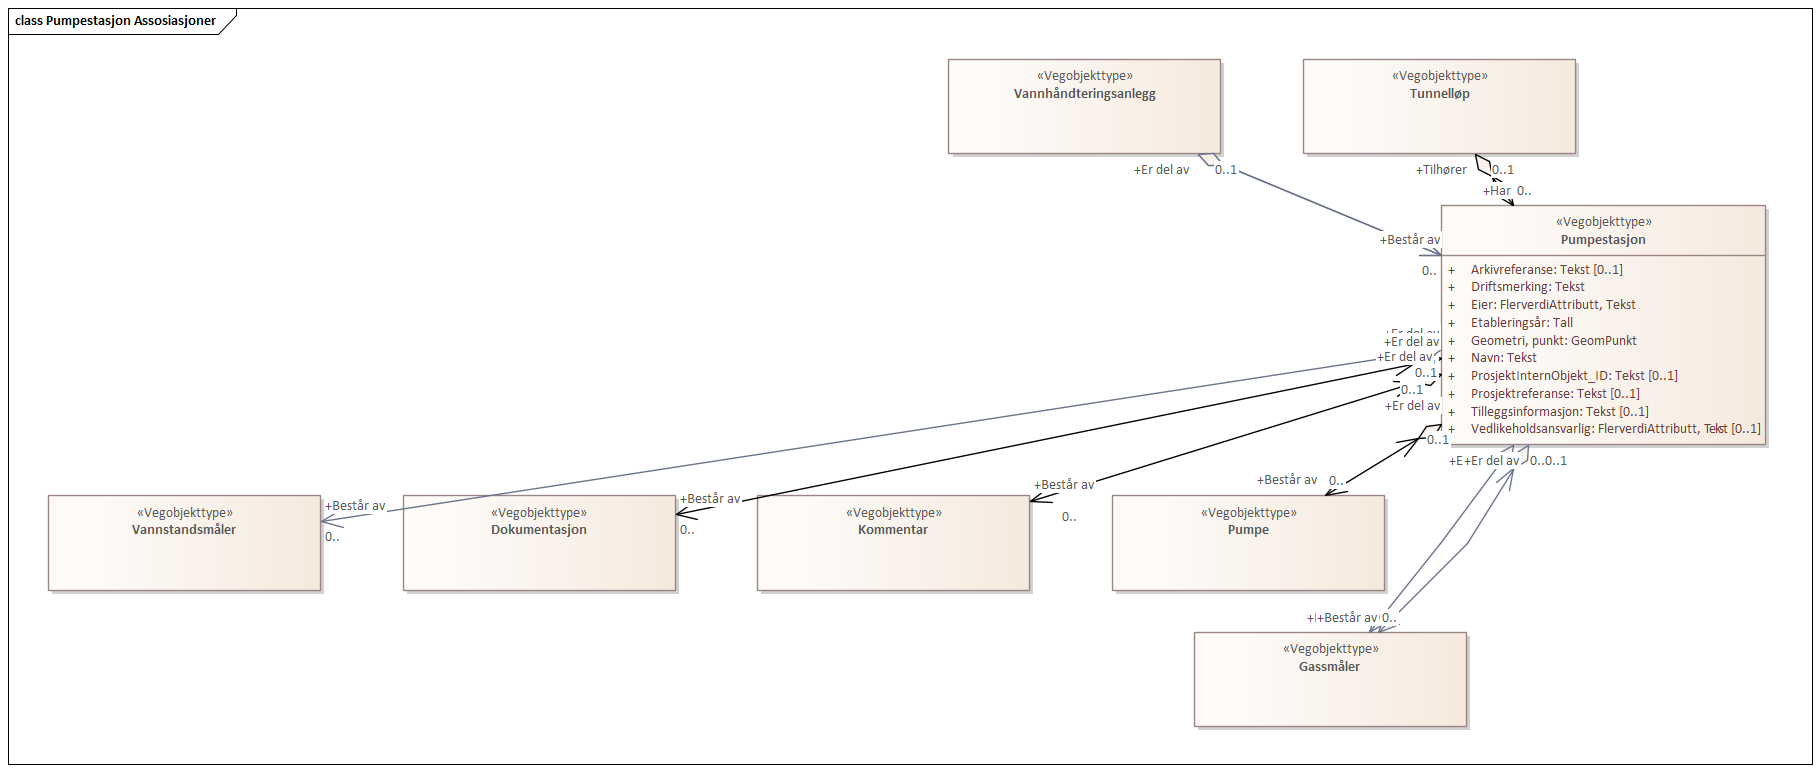 class Pumpestasjon Assosiasjoner
«Vegobjekttype»
Vannhåndteringsanlegg
«Vegobjekttype»
Tunnelløp
+Er del av
0..1
+Tilhører
0..1
+Har
0..
«Vegobjekttype»
Pumpestasjon
+Består av
0..
+ Arkivreferanse: Tekst [0..1]
+ Driftsmerking: Tekst
+ Eier: FlerverdiAttributt, Tekst
+ Etableringsår: Tall
+ Geometri, punkt: GeomPunkt
+ Navn: Tekst
+ ProsjektInternObjekt_ID: Tekst [0..1]
+ Prosjektreferanse: Tekst [0..1]
+ Tilleggsinformasjon: Tekst [0..1]
+ Vedlikeholdsansvarlig: FlerverdiAttributt, Tekst [0..1]
+Er del av
+Er del av
+Er del av
0..1
0..1
+Er del av
0..1
+E+Er del av
0..0..1
+Består av
0..
+Består av
0..
+Består av
0..
+Består av
0..
«Vegobjekttype»
Vannstandsmåler
«Vegobjekttype»
Dokumentasjon
«Vegobjekttype»
Kommentar
«Vegobjekttype»
Pumpe
+Består av
0..
«Vegobjekttype»
Gassmåler